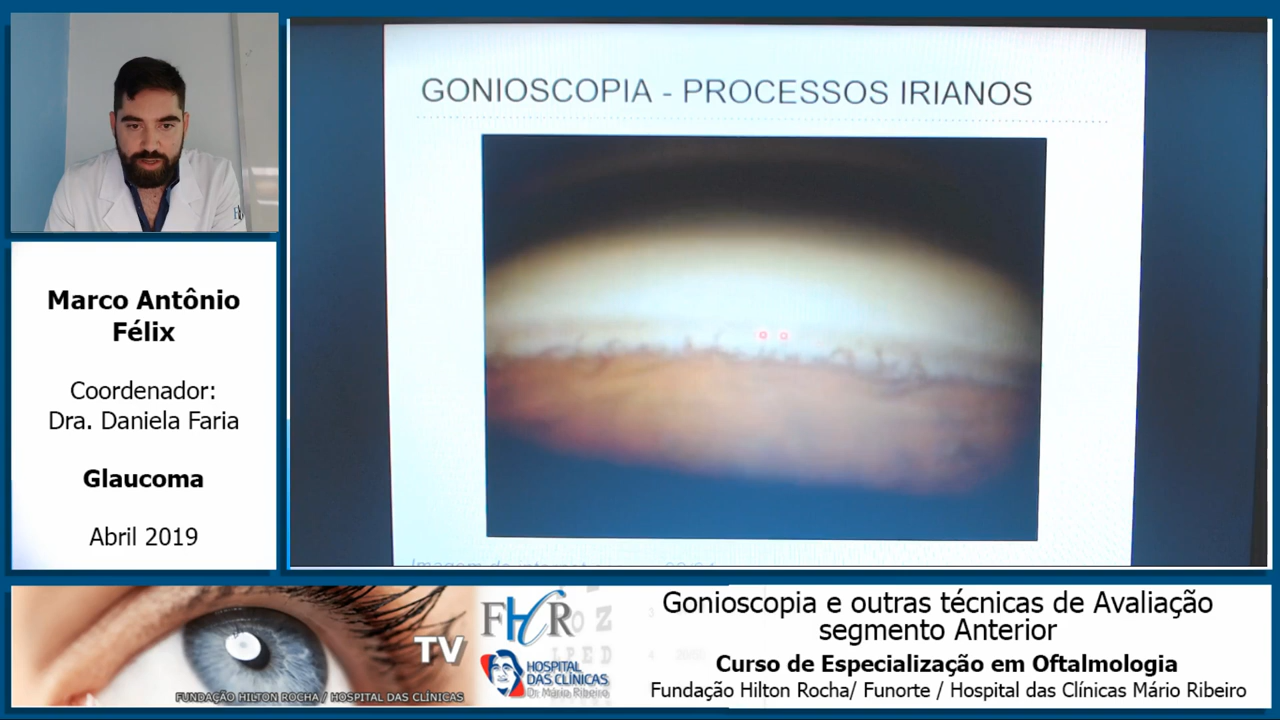 GONIOSCOPIA - PROCESSOS IRIANOS
Marco Antônio
Félix
Coordenador:
Dra. Daniela Faria
Glaucoma
Abril 2019
TV
FUNDAÇÃO HILTON ROCHA / HOSPITAL DAS CLÍNICAS
FHR
HOSPITAL
DAS CLÍNICAS
Dr. Mário Ribeiro
Gonioscopia e outras técnicas de Avaliação
segmento Anterior
Curso de Especialização em Oftalmologia
Fundação Hilton Rocha/ Funorte / Hospital das Clínicas Mário Ribeiro